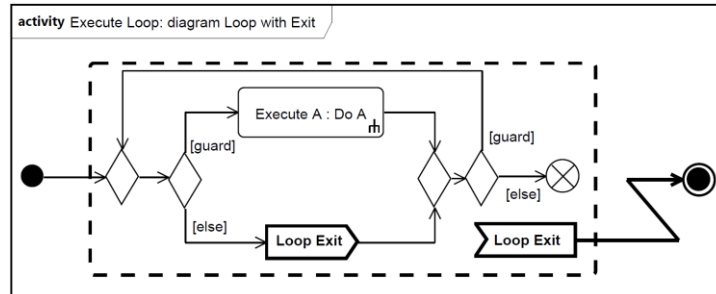 activity Execute Loop: diagram Loop with Exit
Execute A : Do A
[guard]
[guard]
[else]
[else]
Loop Exit
Loop Exit